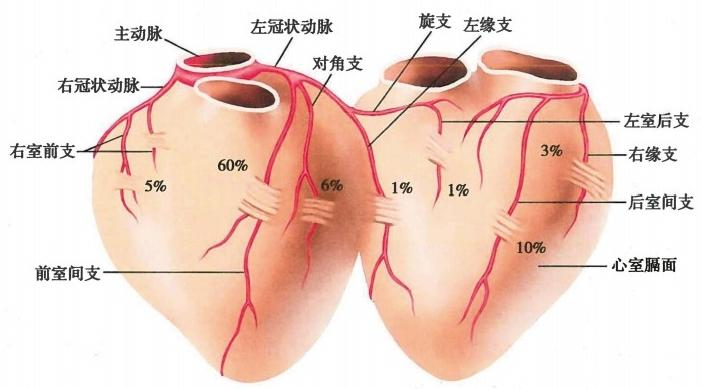 主动脉
左冠状动脉
旋支
左缘支
对角支
右冠状动脉
左室后支
右室前支
右缘支
5%
60%
6%
1%
1%
3%
后室间支
10%
前室间支
心室膈面